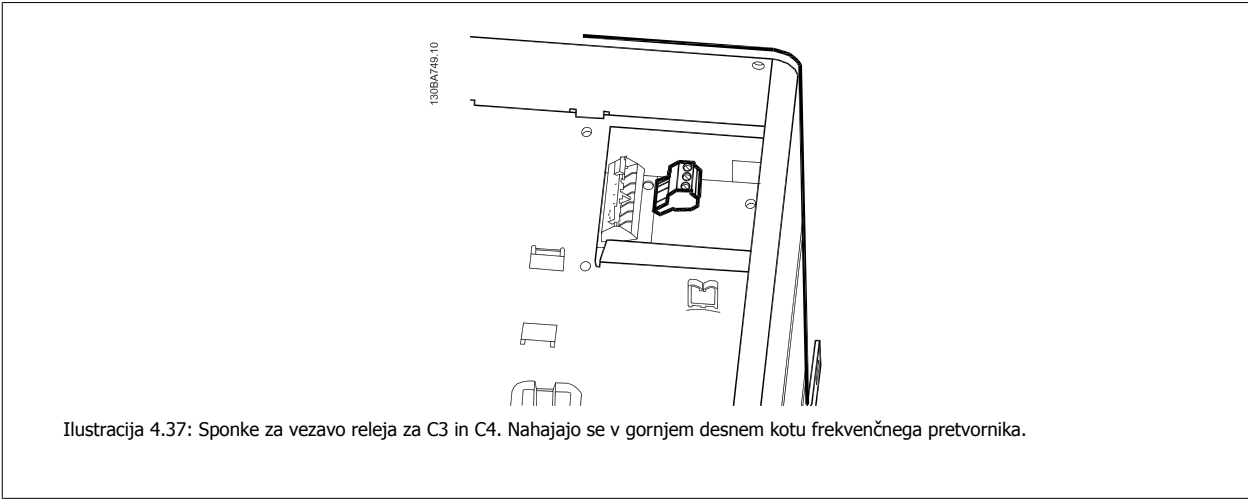 130BA749.10
Ilustracija 4.37: Sponke za vezavo releja za C3 in C4. Nahajajo se v gornjem desnem kotu frekvenčnega pretvornika.